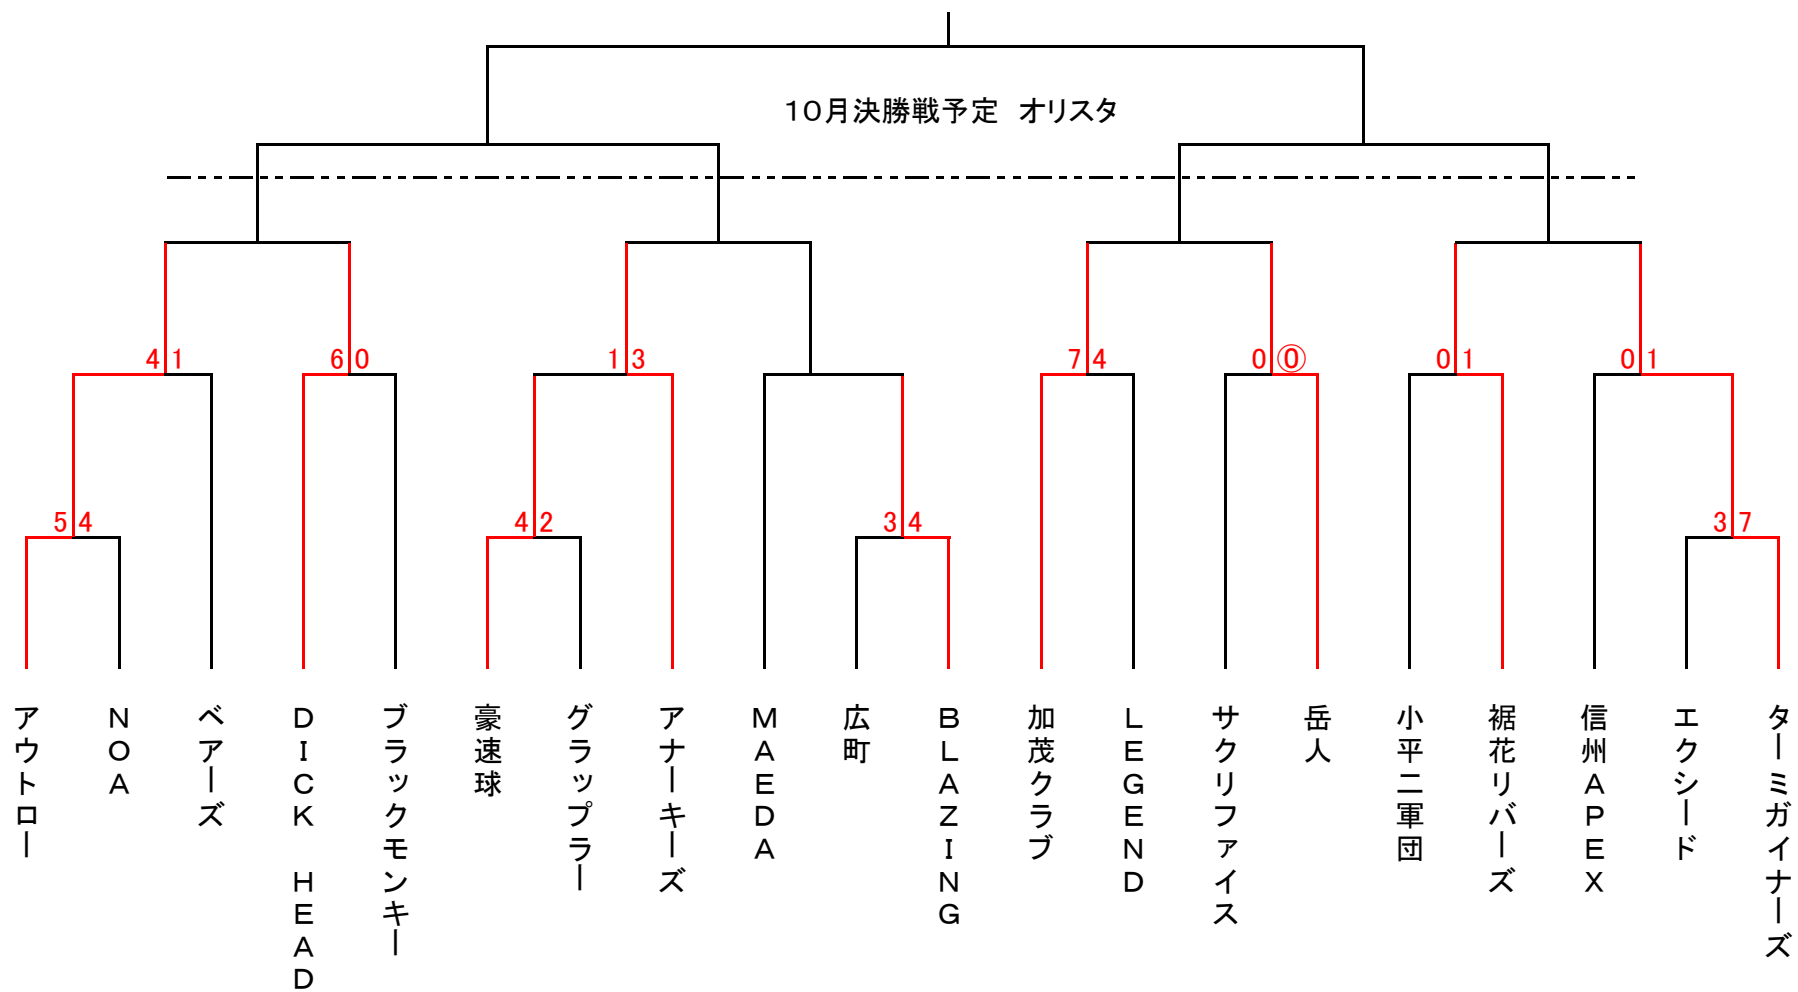 10月決勝戦予定　オリスタ
4 1
6 0
1 3
7 4
0 ⓪
0 1
0 1
5 4
4 2
3 4
3 7
アウトロー
NOA
ベアーズ
DICK　HEAD
ブラックモンキー
豪速球
グラップラー
アナーキーズ
MAEDA
広町
BLAZING
加茂クラブ
LEGEND
サクリファイス
岳人
小平二軍団
裾花リバーズ
信州APEX
エクシード
ターミガイナーズ